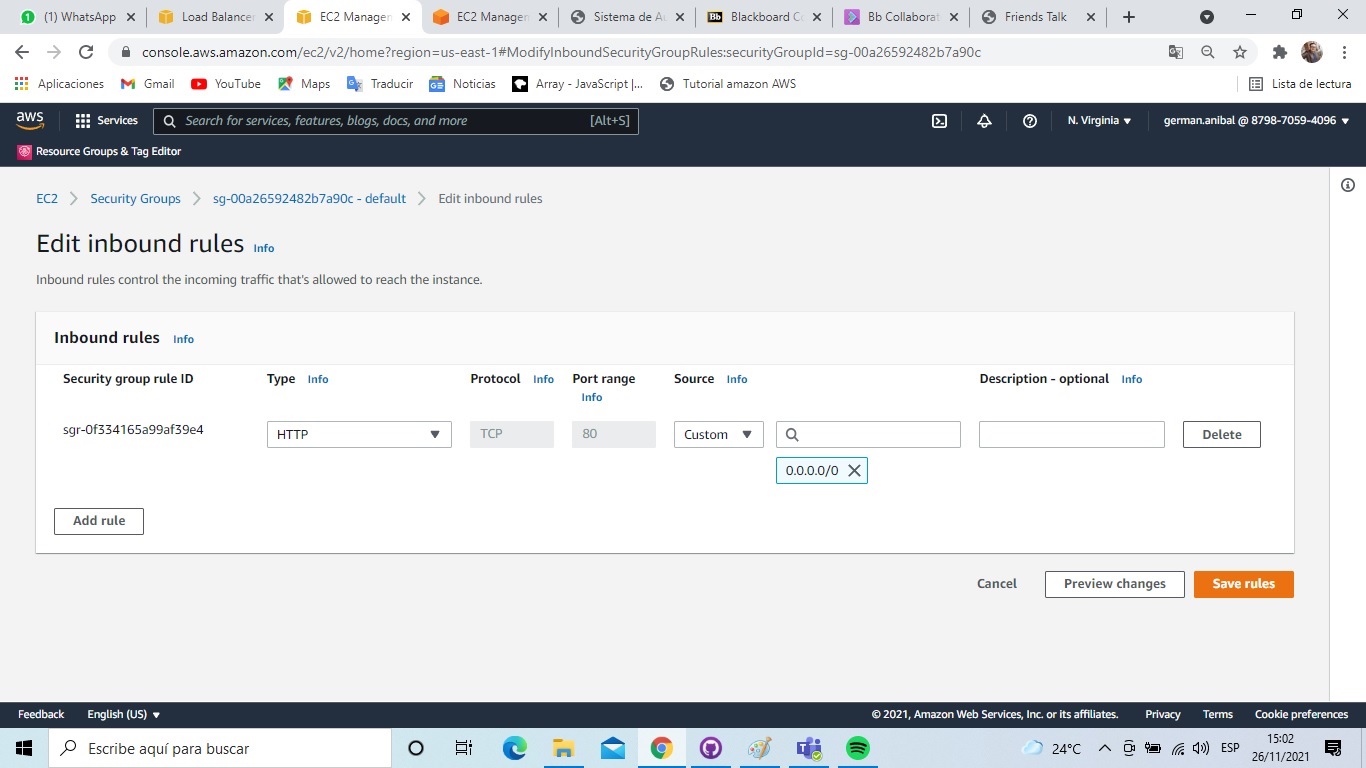 (1) WhatsApp
Load Balancer
EC2 Managem
EC2 Managem
Sistema de Au
Blackboard Co
Bb Collaborat
Friends Talk
console.aws.amazon.com/ec2/v2/home?region=us-east-1#ModifyInboundSecurityGroupRules:securityGroupId=sg-00a26592482b7a90c
Aplicaciones
Gmail
YouTube
Maps
Traducir
Noticias
Array - JavaScript |...
Tutorial amazon AWS
Lista de lectura
aws
Services
Search for services, features, blogs, docs, and more
[Alt+S]
N. Virginia
german.anibal @ 8798-7059-4096
Resource Groups & Tag Editor
EC2
Security Groups
sg-00a26592482b7a90c - default
Edit inbound rules
Edit inbound rules Info
Inbound rules control the incoming traffic that's allowed to reach the instance.
Inbound rules Info
Security group rule ID
Type Info
Protocol Info
Port range
Info
Source Info
Description - optional Info
sgr-0f334165a99af39e4
HTTP
TCP
80
Custom
Delete
0.0.0.0/0
Add rule
Cancel
Preview changes
Save rules
Feedback
English (US)
© 2021, Amazon Web Services, Inc. or its affiliates.
Privacy
Terms
Cookie preferences
Escribe aquí para buscar
24°C
ESP
15:02
26/11/2021